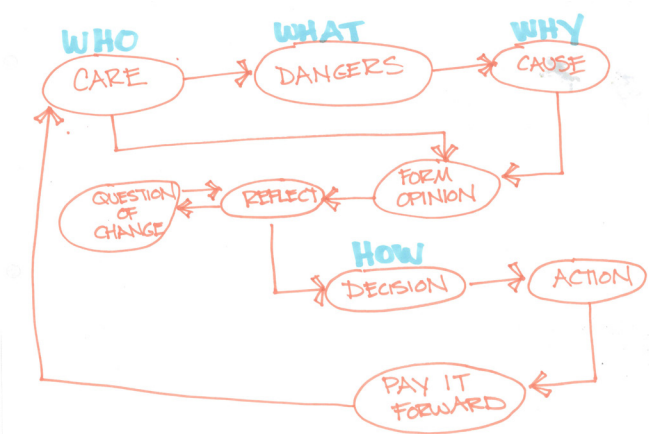 WHO
WHAT
WHY
CARE
DANGERS
CAUSE
QUESTION
OF
CHANGE
REFLECT
FORM
OPINION
HOW
DECISION
ACTION
PAY IT
FORWARD